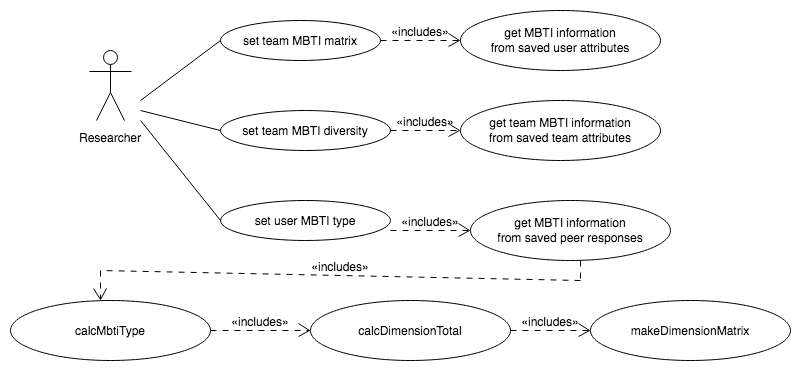 set team MBTI matrix
«includes»
get MBTI information
from saved user attributes
Researcher
set team MBTI diversity
«includes»
get team MBTI information
from saved team attributes
set user MBTI type
«includes»
get MBTI information
from saved peer responses
«includes»
calcMbtiType
«includes»
calcDimensionTotal
«includes»
makeDimensionMatrix